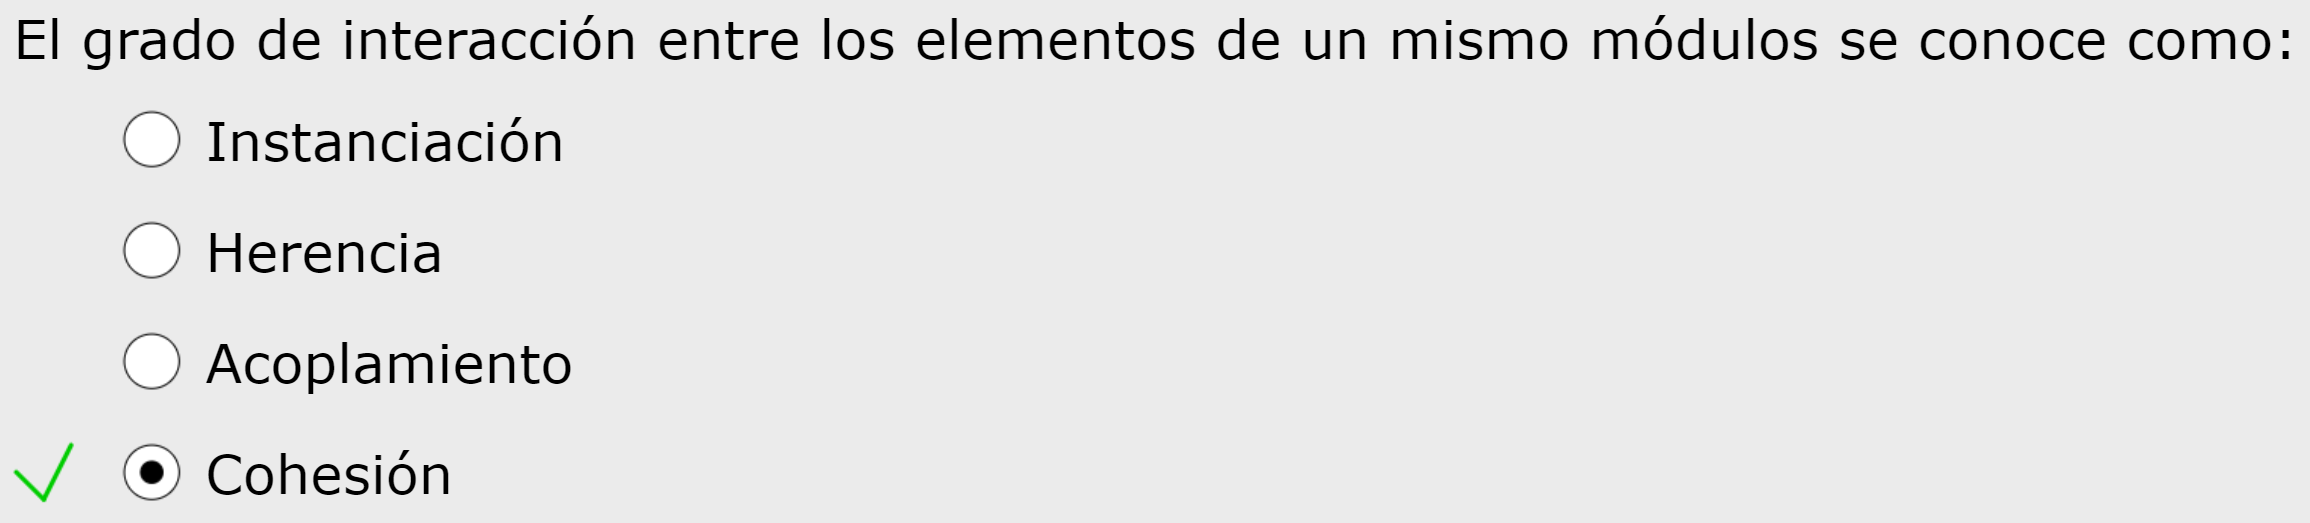 El grado de interacción entre los elementos de un mismo módulos se conoce como:
Instanciación
Herencia
Acoplamiento
Cohesión